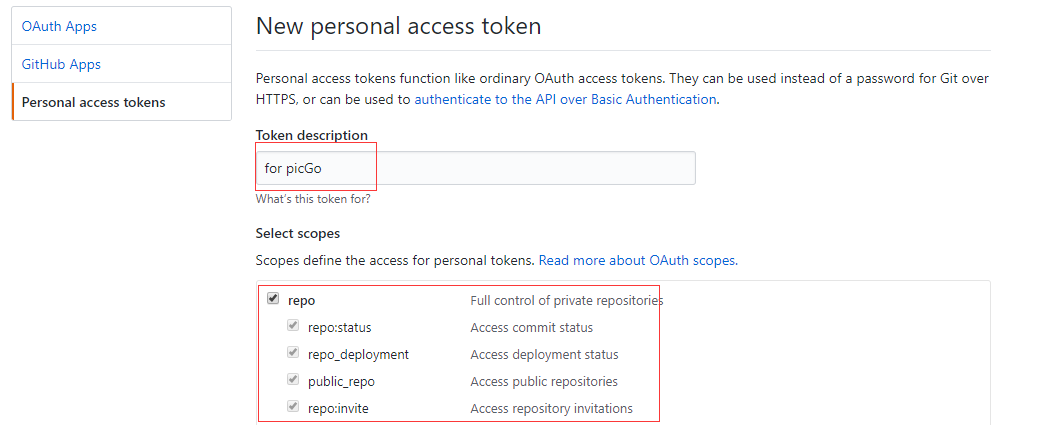 OAuth Apps
GitHub Apps
Personal access tokens
New personal access token
Personal access tokens function like ordinary OAuth access tokens. They can be used instead of a password for Git over
HTTPS, or can be used to authenticate to the API over Basic Authentication.
Token description
for picGo
What's this token for?
Select scopes
Scopes define the access for personal tokens. Read more about OAuth scopes.
repo Full control of private repositories
repo:status Access commit status
repo_deployment Access deployment status
public_repo Access public repositories
repo:invite Access repository invitations